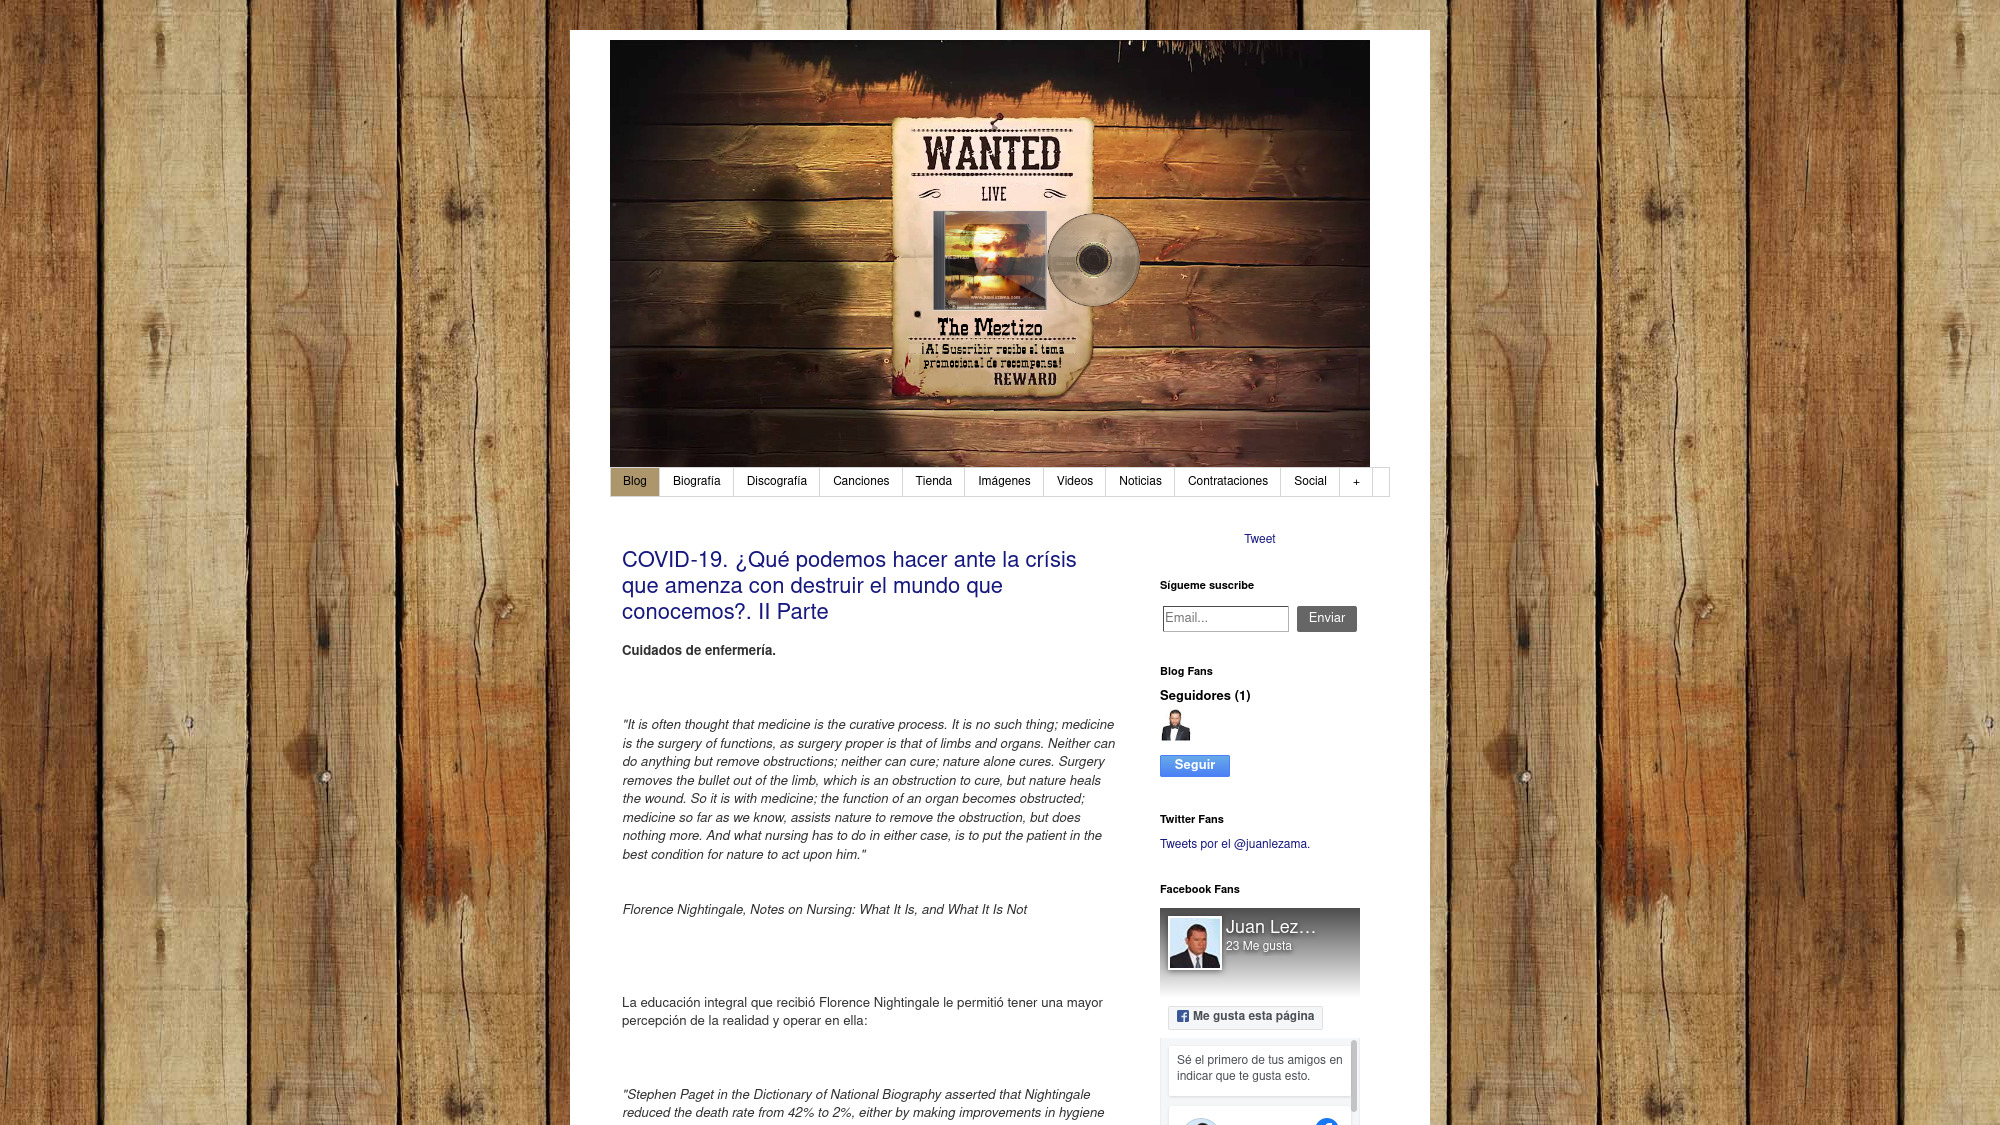 WANTED
LIVE
www.juanlezama.com
The Meztizo
¡Al Suscribir recibe el tema
promocional de recompensa!
REWARD
Blog
Biografía
Discografía
Canciones
Tienda
Imágenes
Videos
Noticias
Contrataciones
Social
+
COVID-19. ¿Qué podemos hacer ante la crísis
que amenza con destruir el mundo que
conocemos?. II Parte
Cuidados de enfermería.
"It is often thought that medicine is the curative process. It is no such thing; medicine
is the surgery of functions, as surgery proper is that of limbs and organs. Neither can
do anything but remove obstructions; neither can cure; nature alone cures. Surgery
removes the bullet out of the limb, which is an obstruction to cure, but nature heals
the wound. So it is with medicine; the function of an organ becomes obstructed;
medicine so far as we know, assists nature to remove the obstruction, but does
nothing more. And what nursing has to do in either case, is to put the patient in the
best condition for nature to act upon him."
Florence Nightingale, Notes on Nursing: What It Is, and What It Is Not
La educación integral que recibió Florence Nightingale le permitió tener una mayor
percepción de la realidad y operar en ella:
"Stephen Paget in the Dictionary of National Biography asserted that Nightingale
reduced the death rate from 42% to 2%, either by making improvements in hygiene
Tweet
Sígueme suscribe
Email...
Enviar
Blog Fans
Seguidores (1)
Seguir
Twitter Fans
Tweets por el @juanlezama.
Facebook Fans
Juan Lez…
23 Me gusta
Me gusta esta página
Sé el primero de tus amigos en
indicar que te gusta esto.